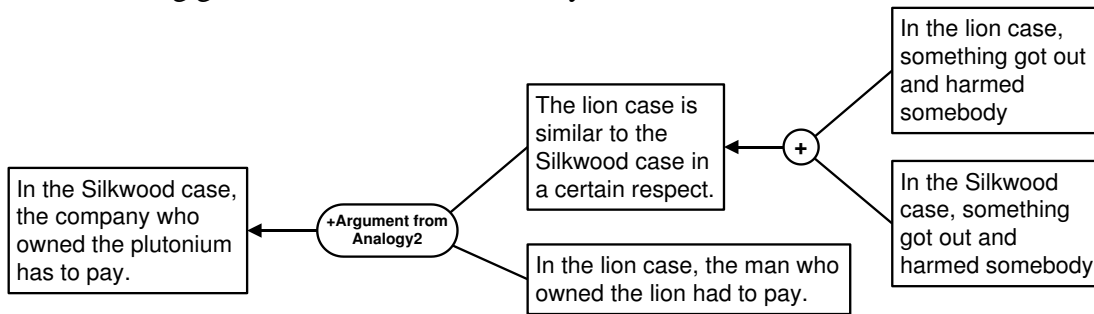 In the lion case,
something got out
and harmed
somebody
The lion case is
similar to the
Silkwood case in
a certain respect.
+
In the Silkwood case,
the company who
owned the plutonium
has to pay.
+Argument from
Analogy2
In the Silkwood
case, something
got out and
harmed somebody
In the lion case, the man who
owned the lion had to pay.